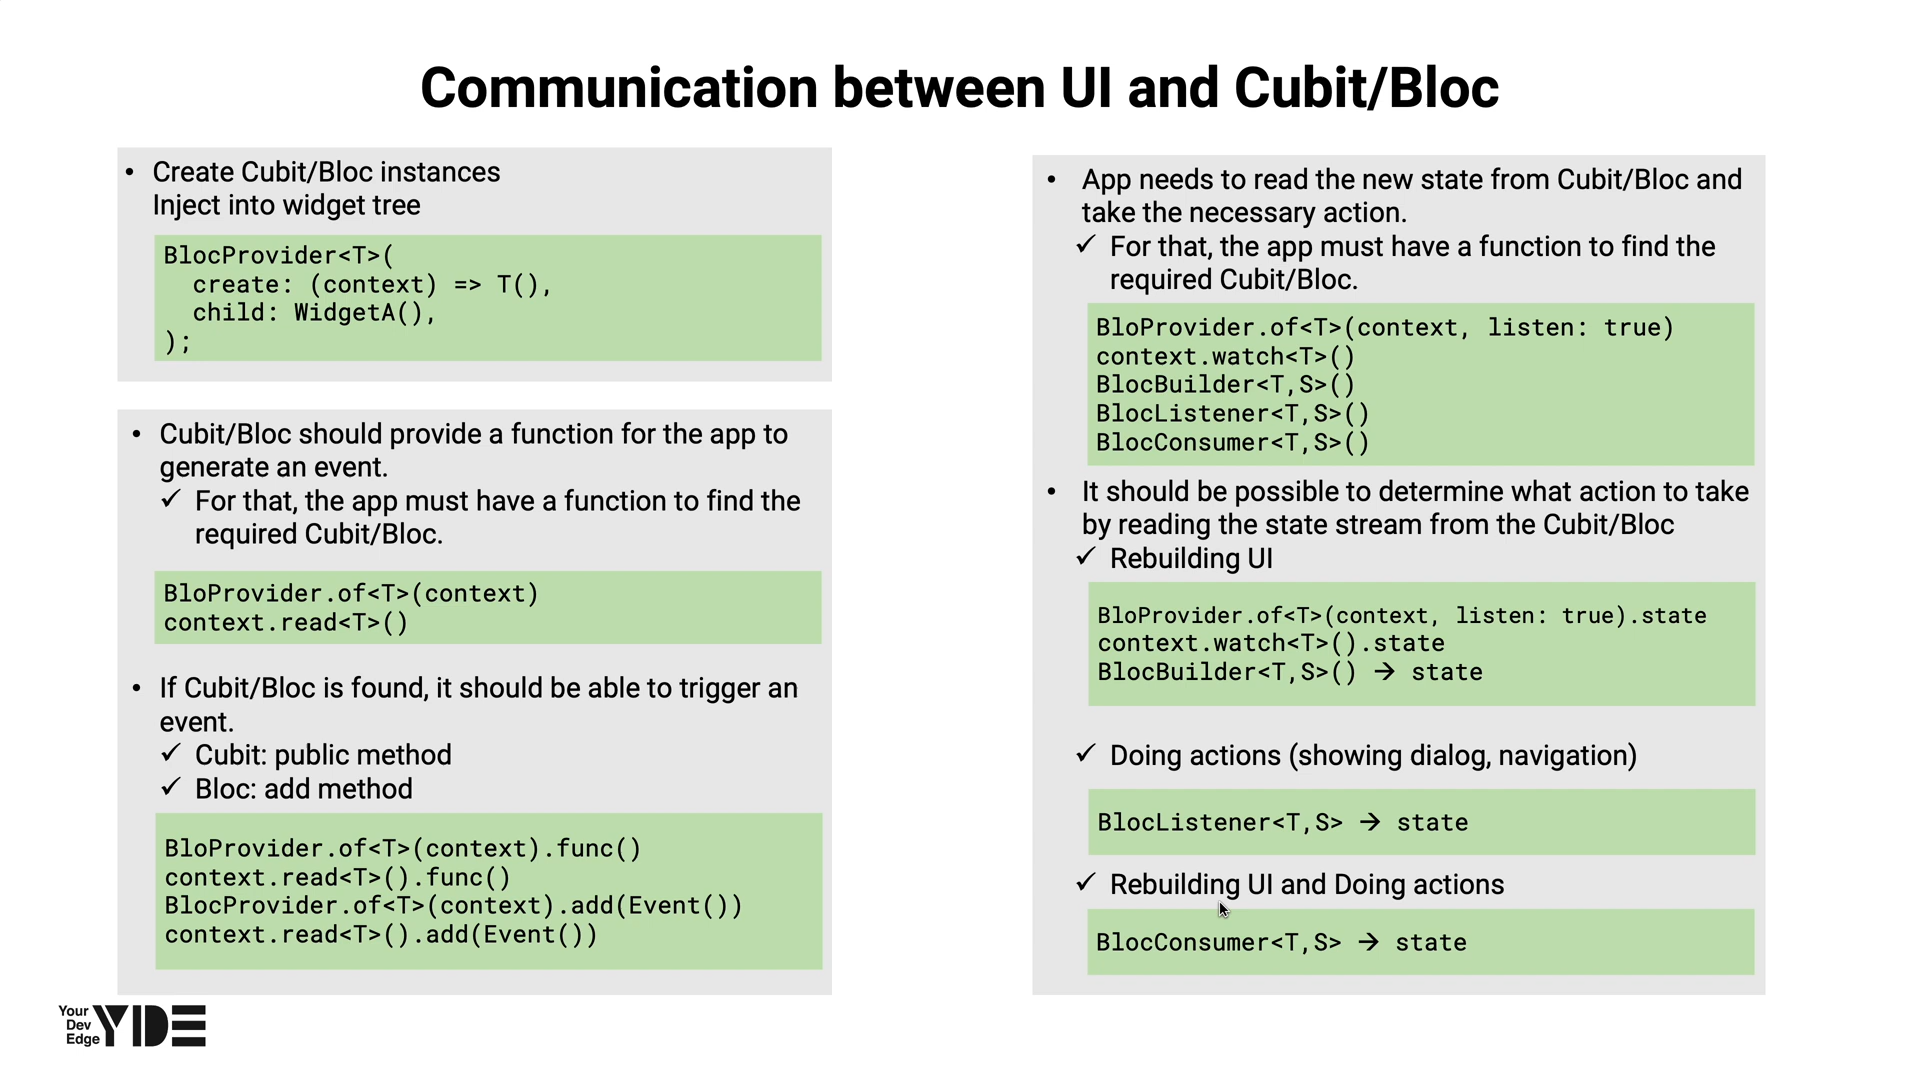 Communication between UI and Cubit/Bloc
• Create Cubit/Bloc instances
Inject into widget tree
BlocProvider<T>(
  create: (context) => T(),
  child: WidgetA(),
);
• Cubit/Bloc should provide a function for the app to
generate an event.
✓ For that, the app must have a function to find the
required Cubit/Bloc.
BloProvider.of<T>(context)
context.read<T>()
• If Cubit/Bloc is found, it should be able to trigger an
event.
✓ Cubit: public method
✓ Bloc: add method
BloProvider.of<T>(context).func()
context.read<T>().func()
BlocProvider.of<T>(context).add(Event())
context.read<T>().add(Event())
• App needs to read the new state from Cubit/Bloc and
take the necessary action.
✓ For that, the app must have a function to find the
required Cubit/Bloc.
BloProvider.of<T>(context, listen: true)
context.watch<T>()
BlocBuilder<T,S>()
BlocListener<T,S>()
BlocConsumer<T,S>()
• It should be possible to determine what action to take
by reading the state stream from the Cubit/Bloc
✓ Rebuilding UI
BloProvider.of<T>(context, listen: true).state
context.watch<T>().state
BlocBuilder<T,S>() → state
✓ Doing actions (showing dialog, navigation)
BlocListener<T,S> → state
✓ Rebuilding UI and Doing actions
BlocConsumer<T,S> → state
Your
Dev
Edge
YDE